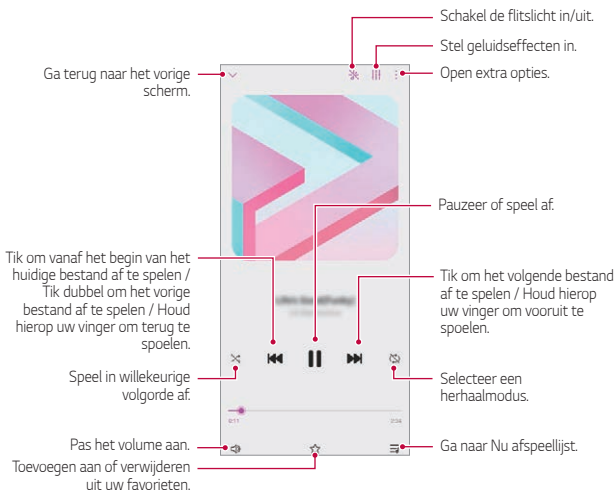 Schakel de flitslicht in/uit.
Stel geluidseffecten in.
Ga terug naar het vorige
scherm.
Open extra opties.
Pauzeer of speel af.
Tik om vanaf het begin van het
huidige bestand af te spelen /
Tik dubbel om het vorige
bestand af te spelen / Houd
hierop uw vinger om terug te
spoelen.
Tik om het volgende bestand
af te spelen / Houd hierop
uw vinger om vooruit te
spoelen.
Speel in willekeurige
volgorde af.
Selecteer een
herhaalmodus.
0:11
Pas het volume aan.
Ga naar Nu afspeellijst.
Toevoegen aan of verwijderen
uit uw favorieten.